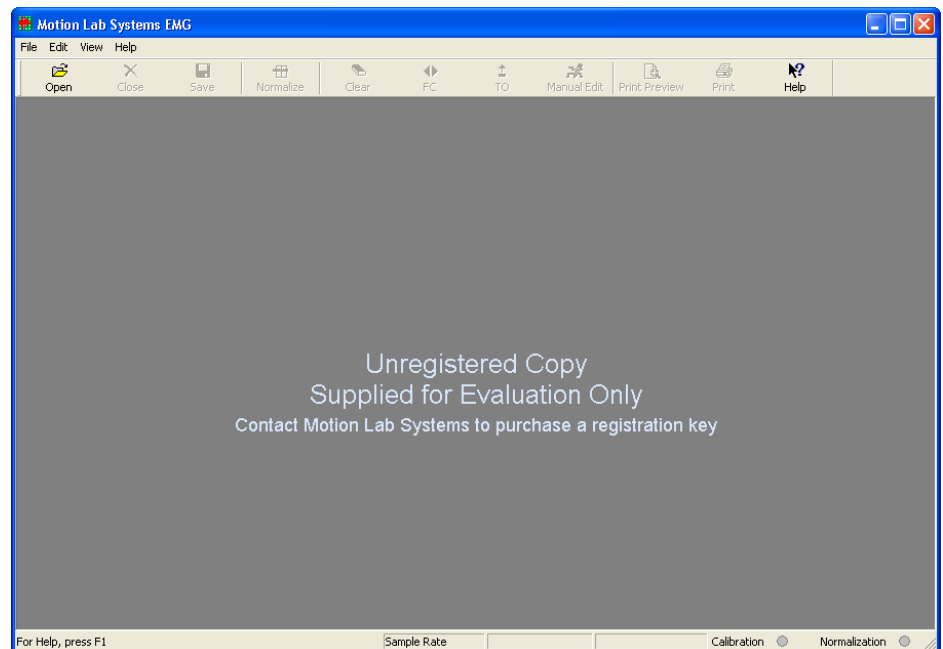 Motion Lab Systems EMG
File Edit View Help
Open Close Save Normalize Clear FC TO Manual Edit Print Preview Print Help
Unregistered Copy
Supplied for Evaluation Only
Contact Motion Lab Systems to purchase a registration key
For Help, press F1 Sample Rate Calibration Normalization